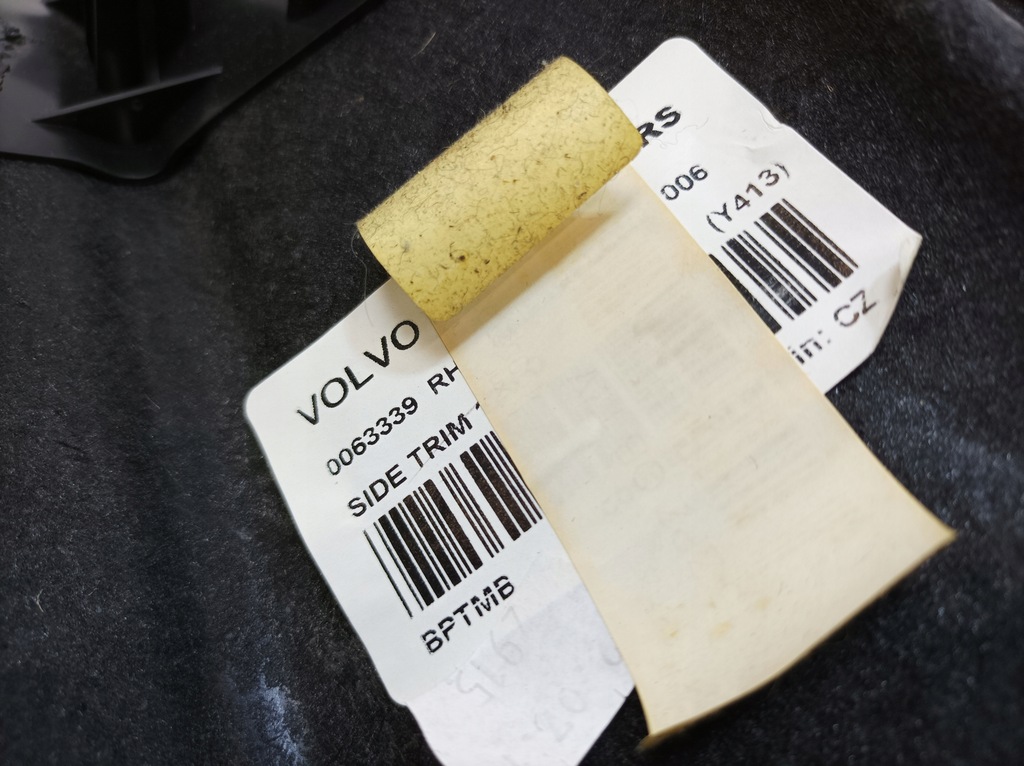 VOLVO RS
0063339 RH 006
SIDE TRIM (Y413)
in: CZ
BPTMB